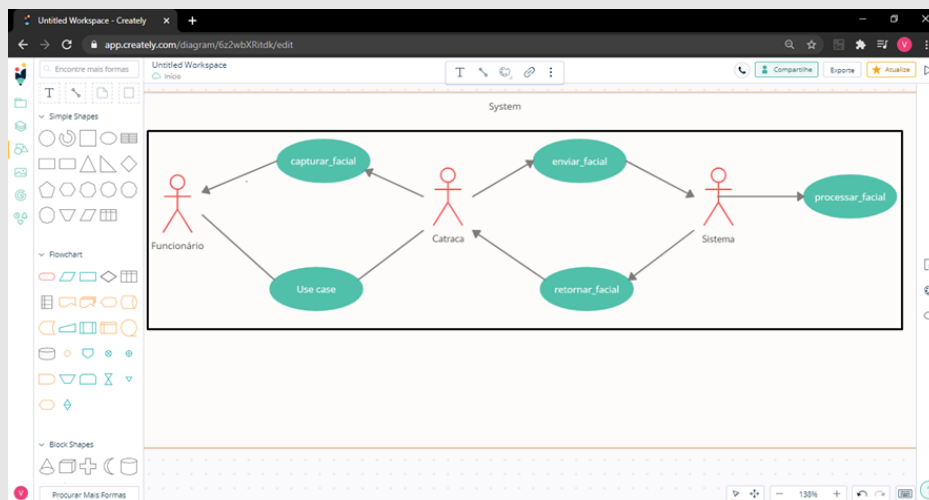 Untitled Workspace - Creately
app.creately.com/diagram/6z2wbXRitdk/edit
Encontre mais formas
Untitled Workspace
Início
T
Compartilhe
Exporte
Atualize
V
T
Simple Shapes
System
capturar_facial
enviar_facial
processar_facial
Funcionário
Catraca
Sistema
Use case
retornar_facial
Flowchart
Block Shapes
V
Procurar Mais Formas
138%